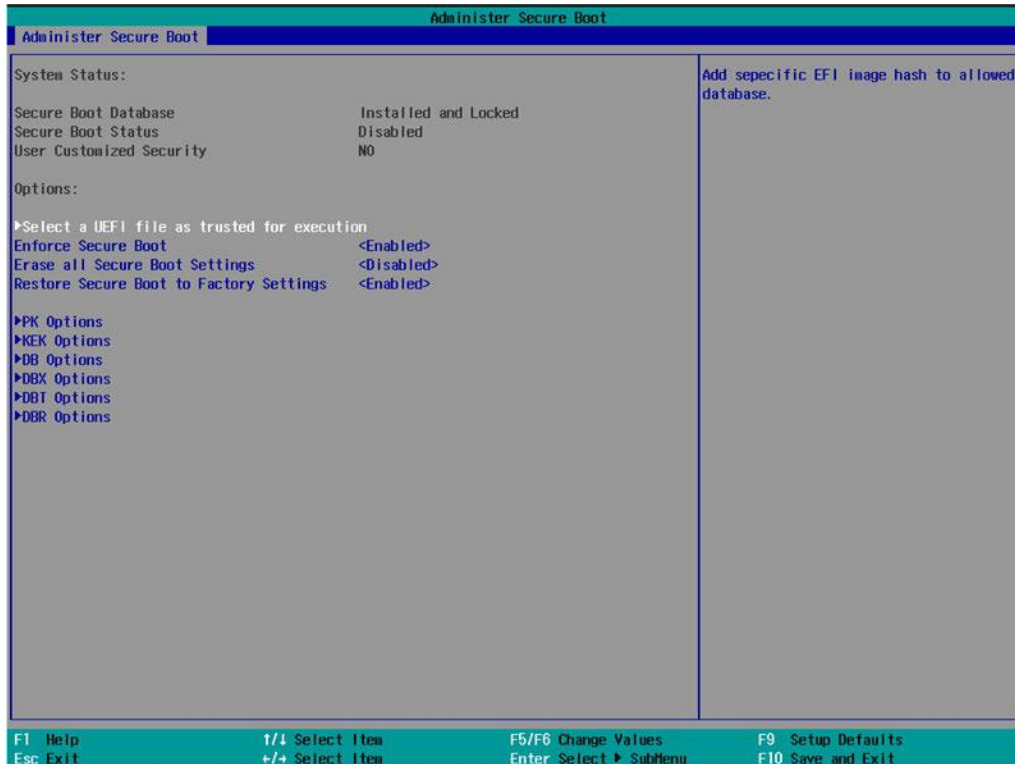 Administer Secure Boot
Administer Secure Boot
System Status:
Secure Boot Database Installed and Locked
Secure Boot Status Disabled
User Customized Security NO
Options:
▶Select a UEFI file as trusted for execution
Enforce Secure Boot <Enabled>
Erase all Secure Boot Settings <Disabled>
Restore Secure Boot to Factory Settings <Enabled>
▶PK Options
▶KEK Options
▶DB Options
▶DBX Options
▶DBT Options
▶DBR Options
Add sepecific EFI image hash to allowed
database.
F1 Help ↑/↓ Select Item F5/F6 Change Values F9 Setup Defaults
Esc Exit ←/→ Select Item Enter Select ▶ SubMenu F10 Save and Exit